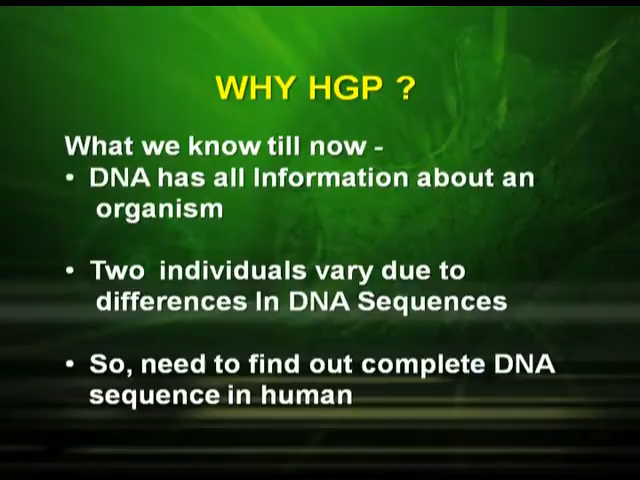 WHY HGP ?
What we know till now -
• DNA has all Information about an
organism
• Two individuals vary due to
differences In DNA Sequences
• So, need to find out complete DNA
sequence in human